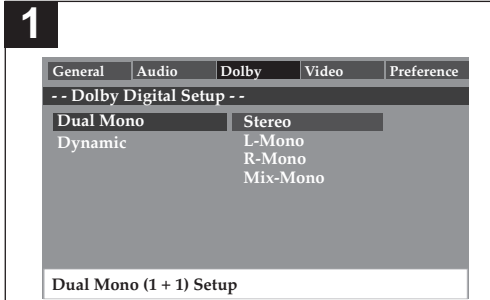 1
General Audio Dolby Video Preference
- - Dolby Digital Setup - -
Dual Mono Stereo
Dynamic L-Mono
R-Mono
Mix-Mono
Dual Mono (1 + 1) Setup